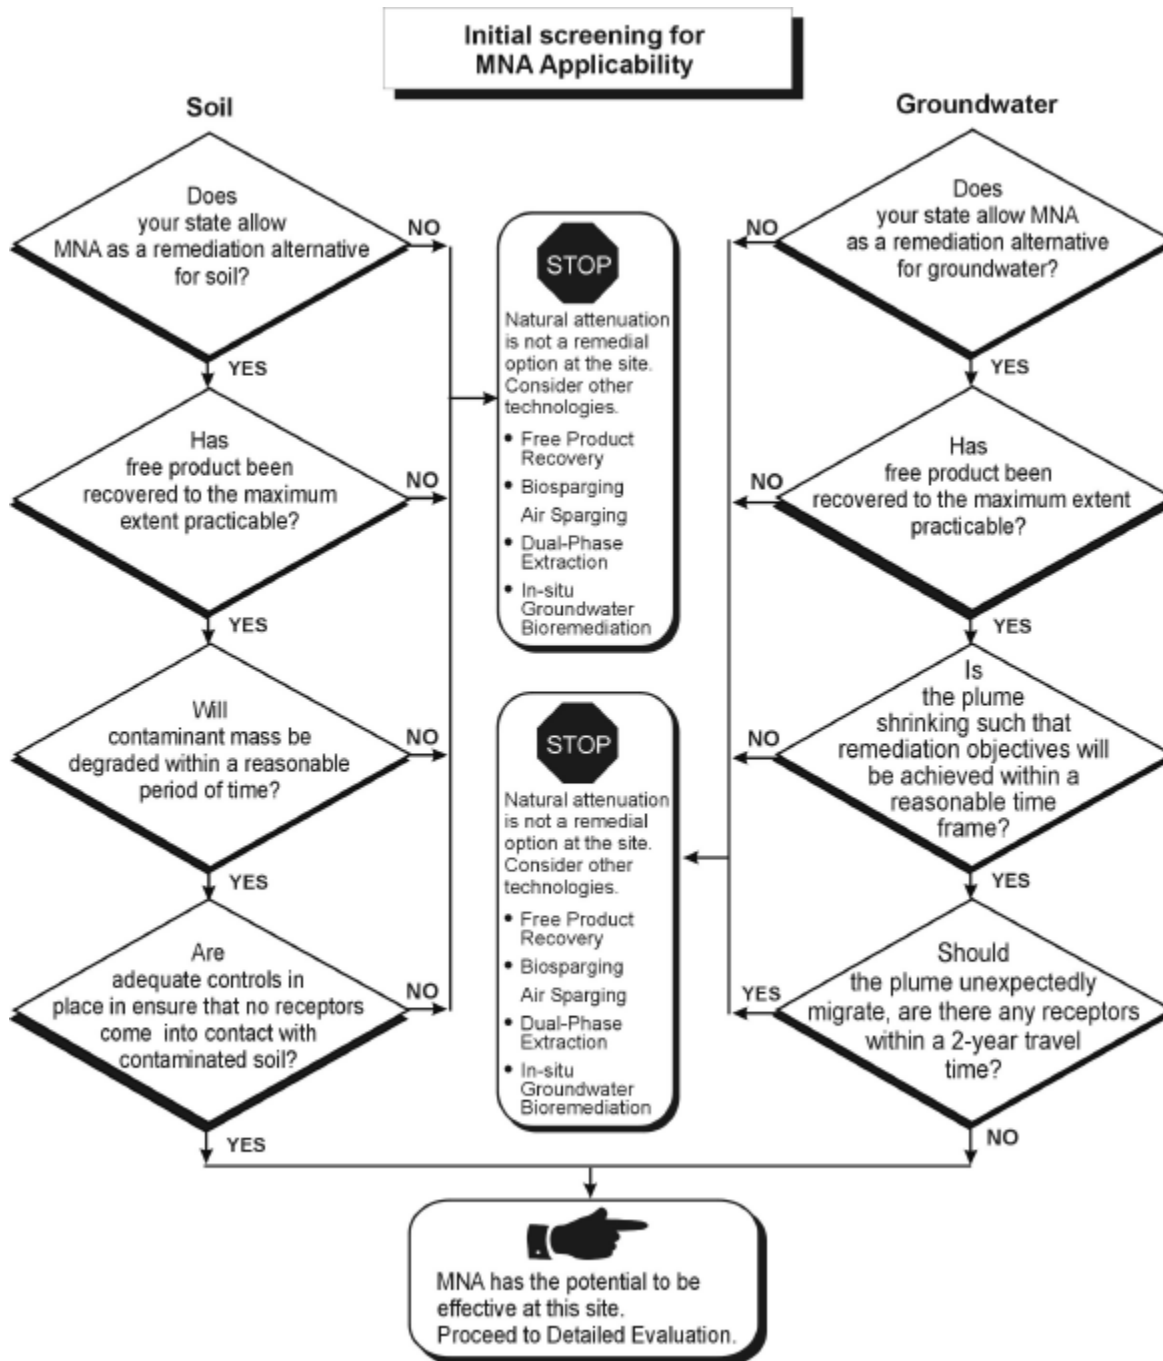 Initial screening for
MNA Applicability
Soil
Does
your state allow
MNA as a remediation alternative
for soil?
NO
YES
Has
free product been
recovered to the maximum
extent practicable?
NO
YES
Will
contaminant mass be
degraded within a reasonable
period of time?
NO
YES
Are
adequate controls in
place in ensure that no receptors
come into contact with
contaminated soil?
NO
YES
STOP
Natural attenuation
is not a remedial
option at the site.
Consider other
technologies.
• Free Product
Recovery
• Biosparging
Air Sparging
• Dual-Phase
Extraction
• In-situ
Groundwater
Bioremediation
STOP
Natural attenuation
is not a remedial
option at the site.
Consider other
technologies.
• Free Product
Recovery
• Biosparging
Air Sparging
• Dual-Phase
Extraction
• In-situ
Groundwater
Bioremediation
Groundwater
Does
your state allow MNA
as a remediation alternative
for groundwater?
NO
YES
Has
free product been
recovered to the maximum extent
practicable?
NO
YES
Is
the plume
shrinking such that
remediation objectives will
be achieved within a
reasonable time
frame?
NO
YES
Should
the plume unexpectedly
migrate, are there any receptors
within a 2-year travel
time?
YES
NO
MNA has the potential to be
effective at this site.
Proceed to Detailed Evaluation.